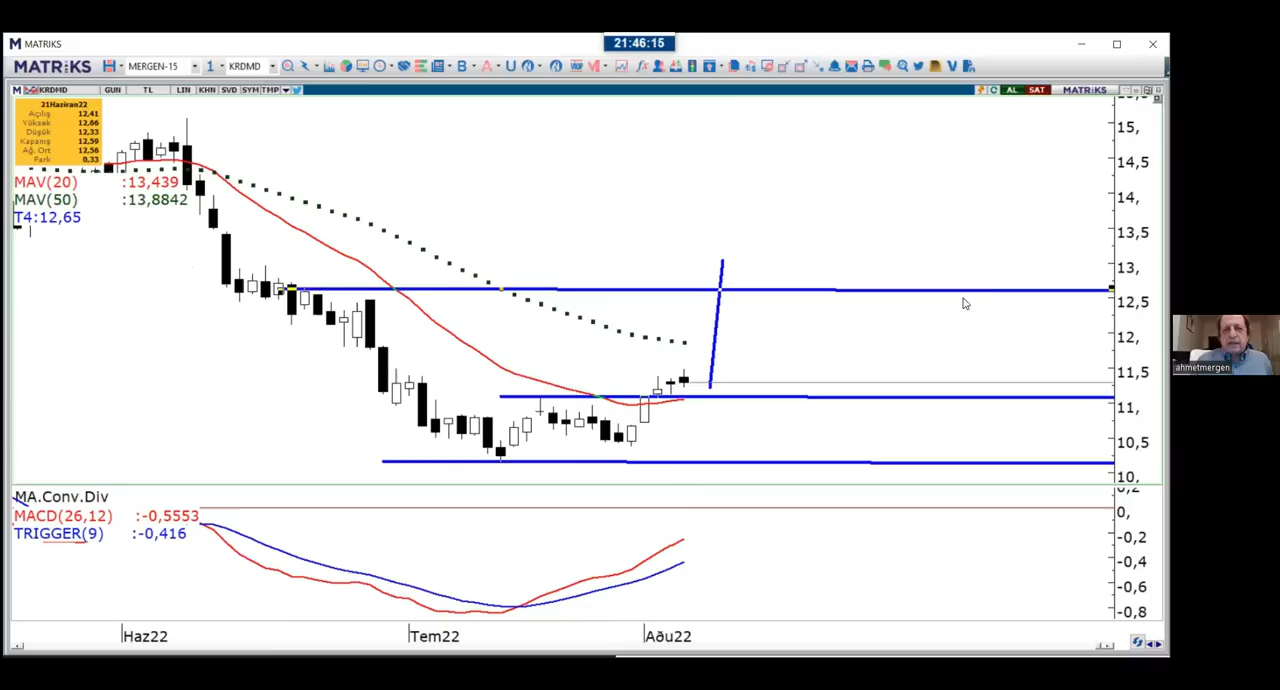 21:46:15
MATRIKS
MATRIKS MERGEN-15 1 KRDMD
KRDMD GUN TL LIN KHN SVD SYM TMP AL SAT MATRIKS
21Haziran22
Açılış 12,41
Yüksek 12,66
Düşük 12,33
Kapanış 12,59
Ağ. Ort 12,56
Fark 0,33
MAV(20) :13,439
MAV(50) :13,8842
T4:12,65
15,
14,5
14,
13,5
13,
12,5
12,
11,5
11,
10,5
10,
ahmetmergen
MA.Conv.Div
MACD(26,12) :-0,5553
TRIGGER(9) :-0,416
0,2
0,
-0,2
-0,4
-0,6
-0,8
Haz22 Tem22 Aðu22